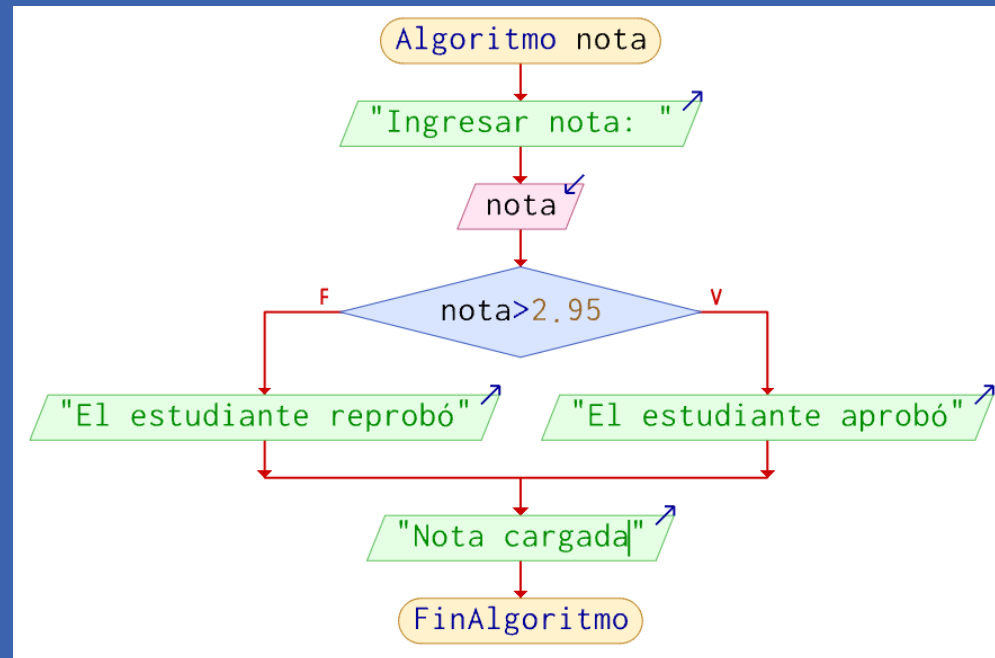 Algoritmo nota
"Ingresar nota: "
nota
nota>2.95
F
V
"El estudiante reprobó"
"El estudiante aprobó"
"Nota cargada"
FinAlgoritmo